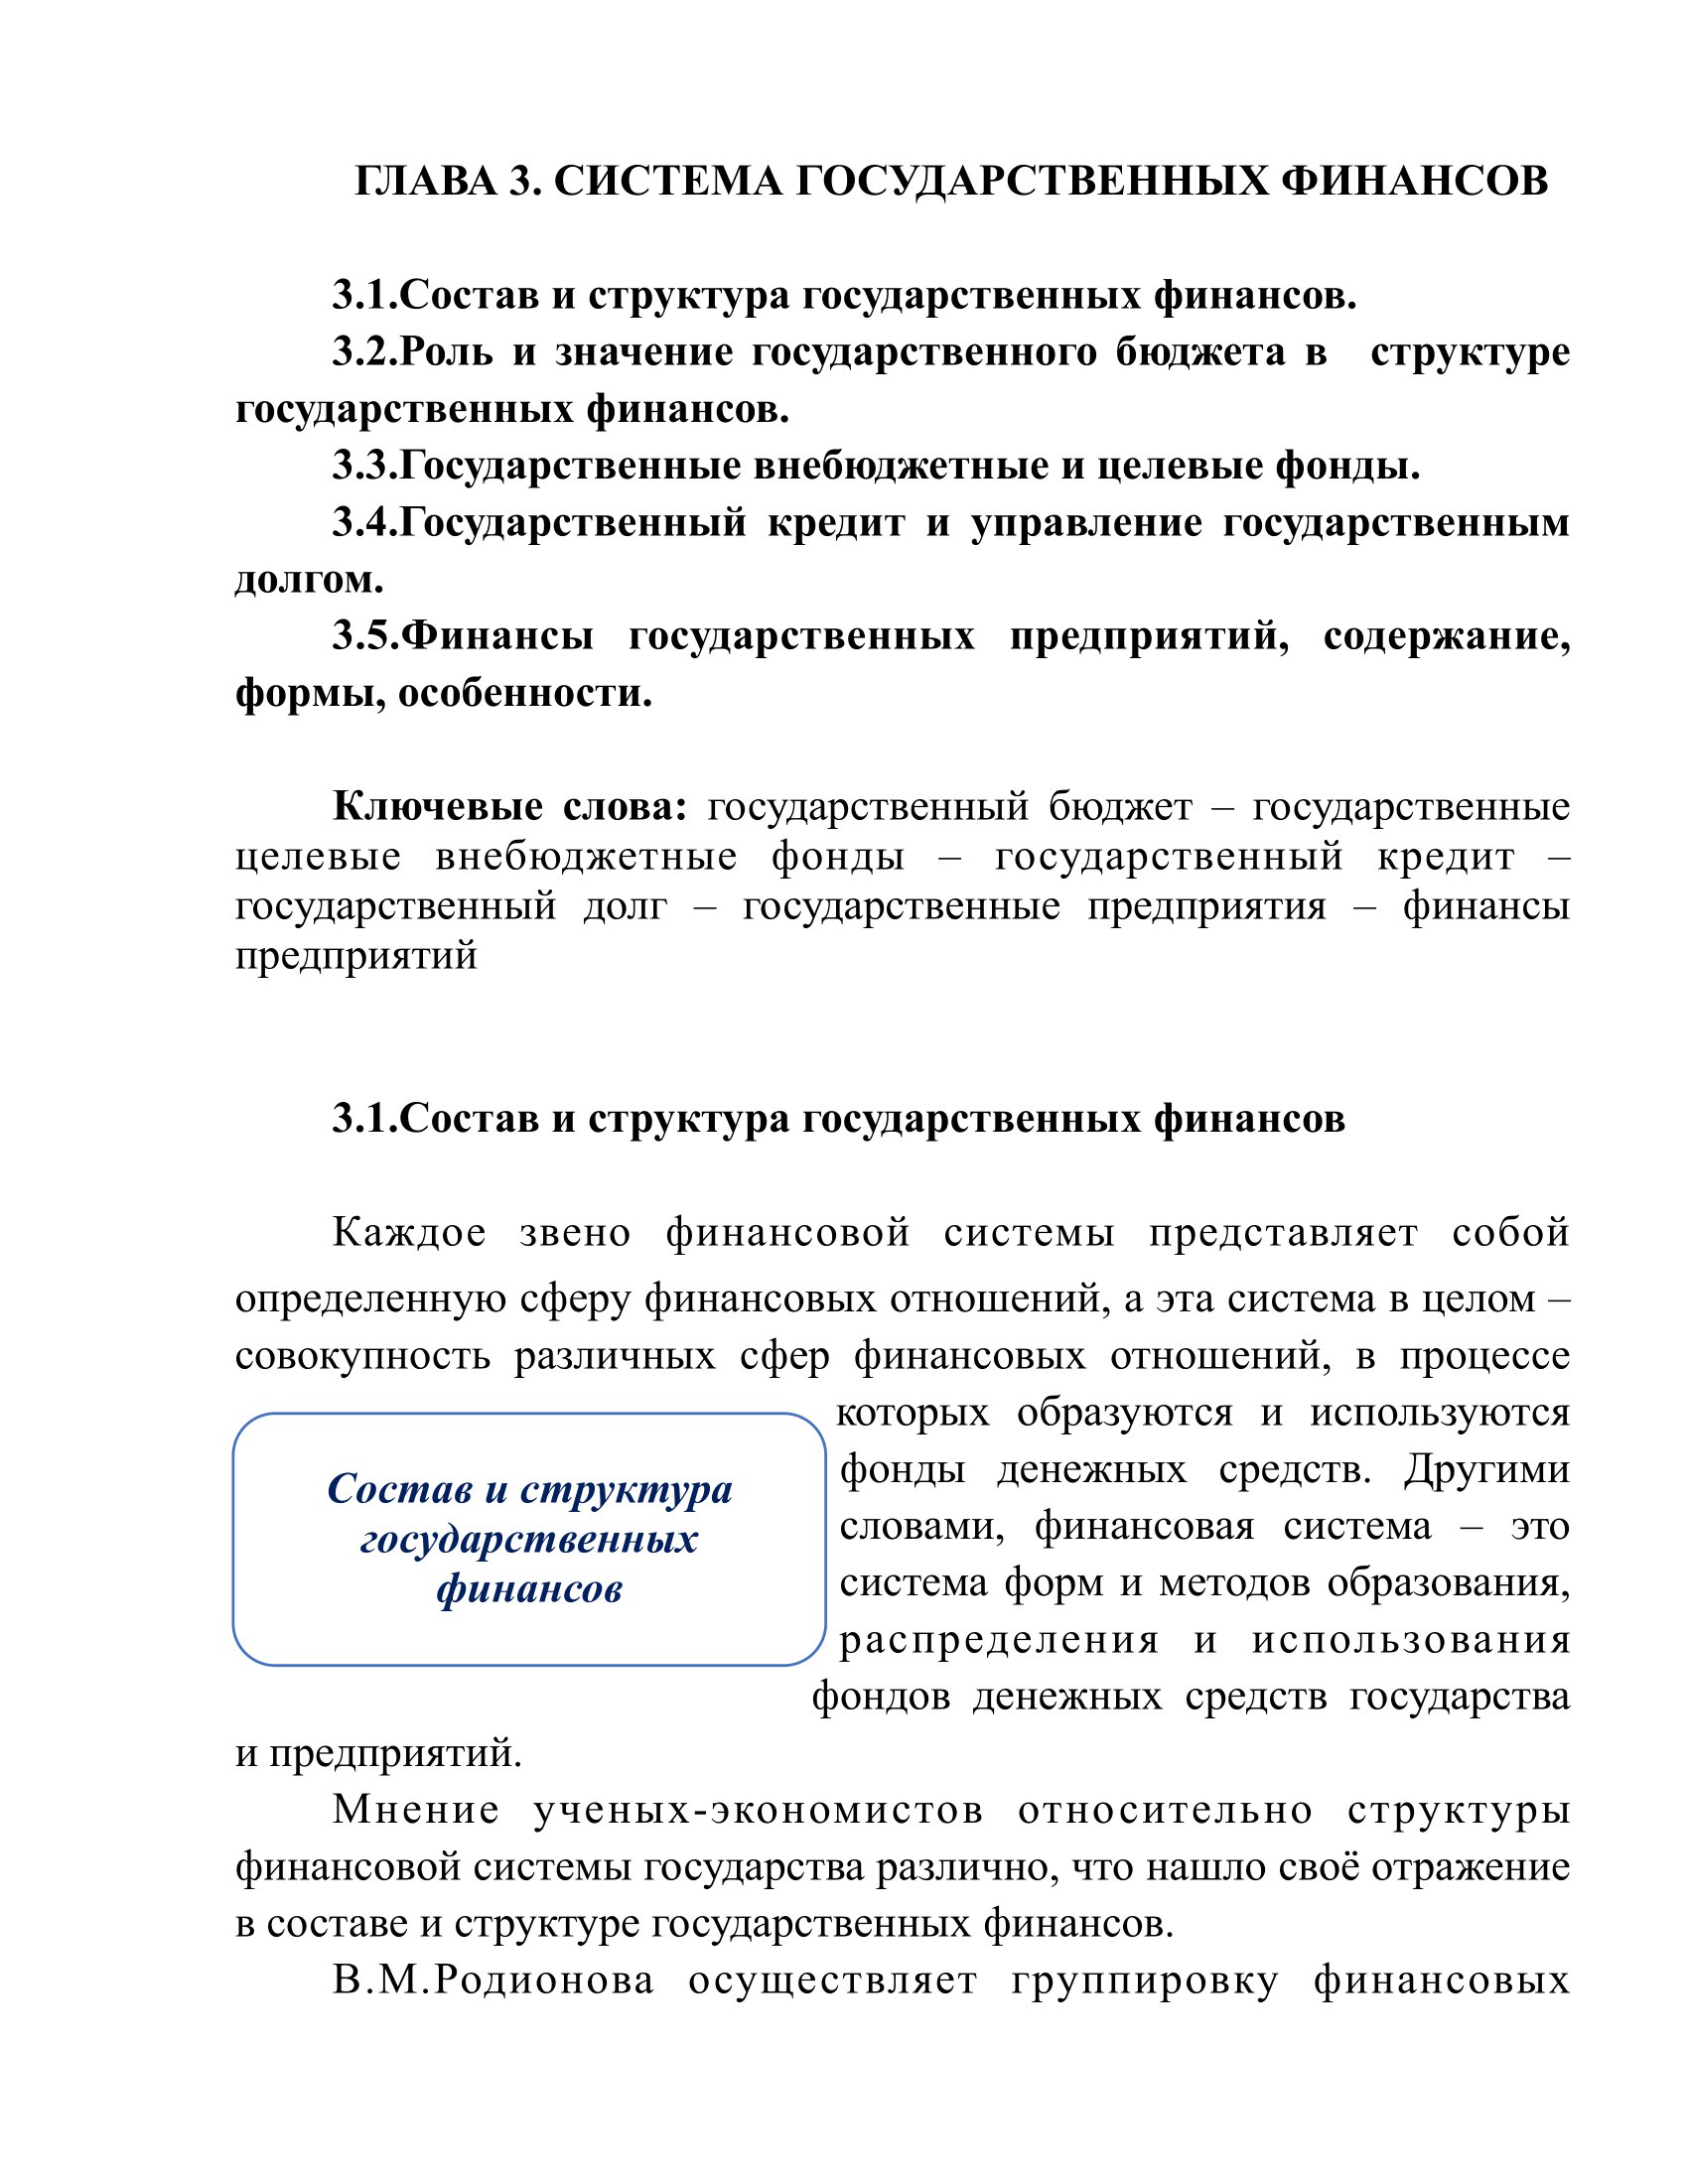 ГЛАВА 3. СИСТЕМА ГОСУДАРСТВЕННЫХ ФИНАНСОВ
3.1.Состав и структура государственных финансов.
3.2.Роль и значение государственного бюджета в структуре
государственных финансов.
3.3.Государственные внебюджетные и целевые фонды.
3.4.Государственный кредит и управление государственным
долгом.
3.5.Финансы государственных предприятий, содержание,
формы, особенности.
Ключевые слова: государственный бюджет – государственные
целевые внебюджетные фонды – государственный кредит –
государственный долг – государственные предприятия – финансы
предприятий
3.1.Состав и структура государственных финансов
Каждое звено финансовой системы представляет собой
определенную сферу финансовых отношений, а эта система в целом –
совокупность различных сфер финансовых отношений, в процессе
которых образуются и используются
фонды денежных средств. Другими
словами, финансовая система – это
система форм и методов образования,
распределения и использования
фондов денежных средств государства
и предприятий.
Состав и структура
государственных
финансов
Мнение ученых-экономистов относительно структуры
финансовой системы государства различно, что нашло своё отражение
в составе и структуре государственных финансов.
В.М.Родионова осуществляет группировку финансовых